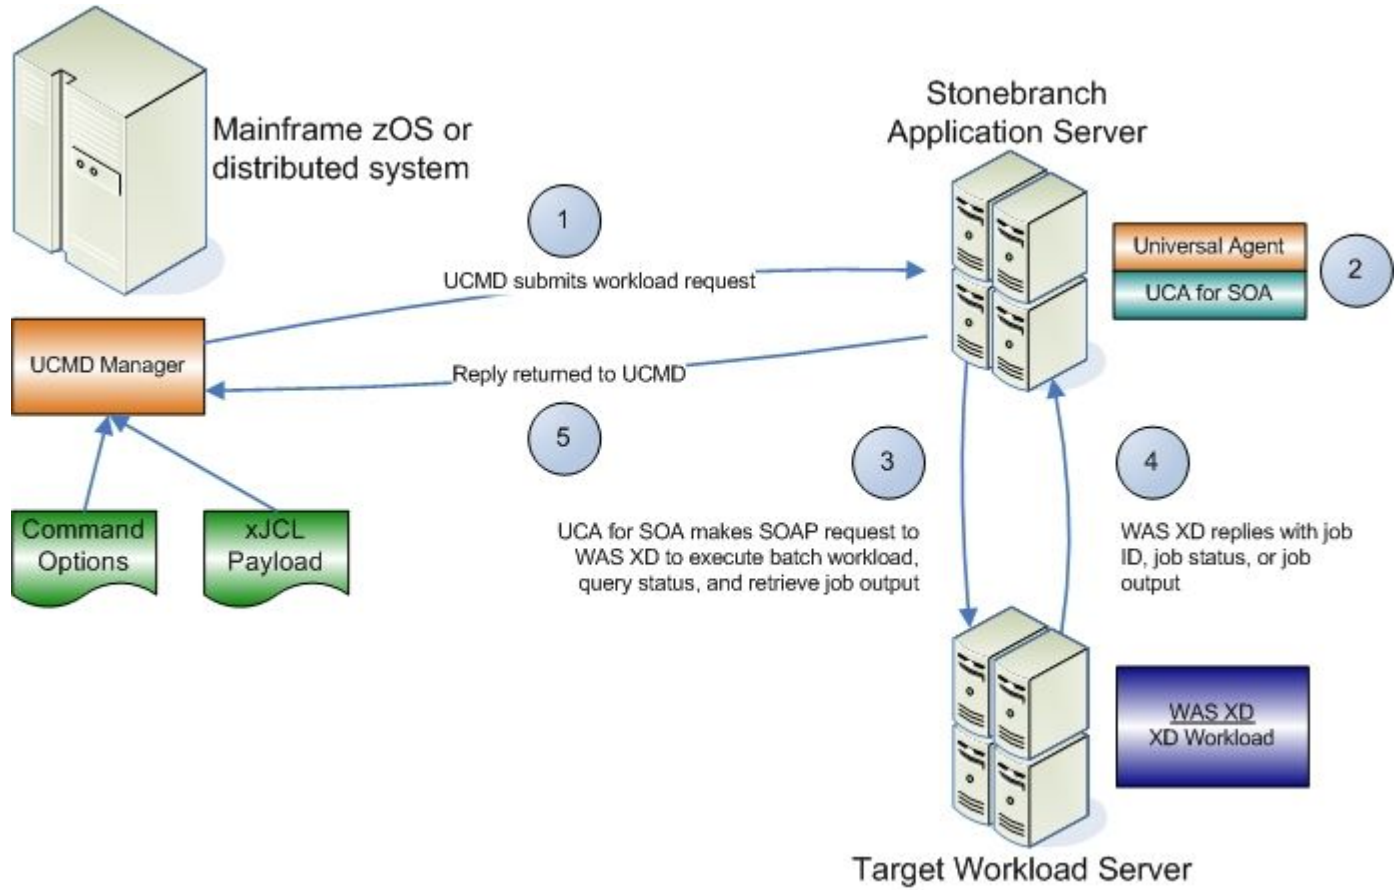 Mainframe zOS or
distributed system
Stonebranch
Application Server
1
UCMD submits workload request
Universal Agent
UCA for SOA
2
UCMD Manager
Reply returned to UCMD
5
3
4
Command
Options
xJCL
Payload
UCA for SOA makes SOAP request to
WAS XD to execute batch workload,
query status, and retrieve job output
WAS XD replies with job
ID, job status, or job
output
WAS XD
XD Workload
Target Workload Server